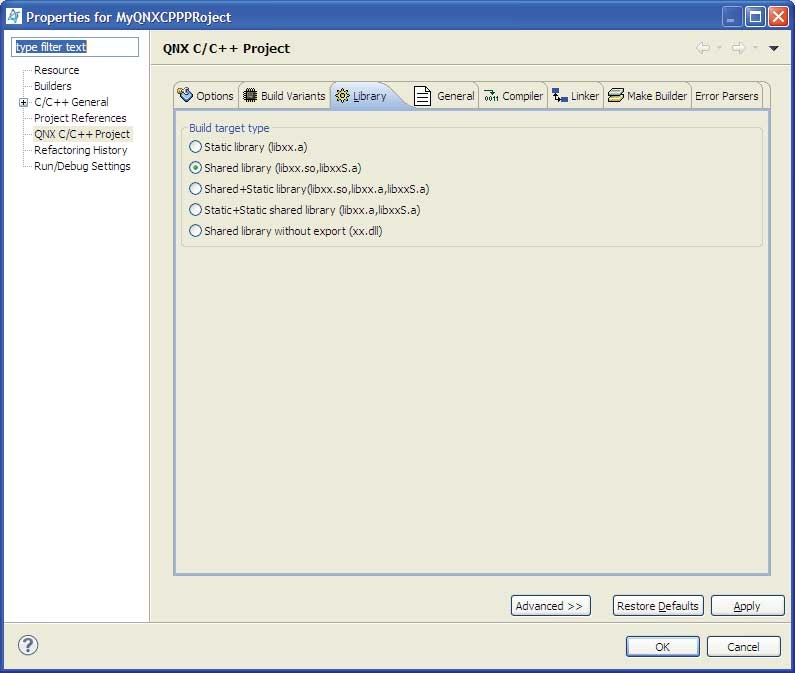 Properties for MyQNXCPPPRoject
type filter text
Resource
Builders
C/C++ General
Project References
QNX C/C++ Project
Refactoring History
Run/Debug Settings
QNX C/C++ Project
Options
Build Variants
Library
General
Compiler
Linker
Make Builder
Error Parsers
Build target type
Static library (libxx.a)
Shared library (libxx.so,libxxS.a)
Shared+Static library(libxx.so,libxx.a,libxxS.a)
Static+Static shared library (libxx.a,libxxS.a)
Shared library without export (xx.dll)
Advanced >>
Restore Defaults
Apply
?
OK
Cancel